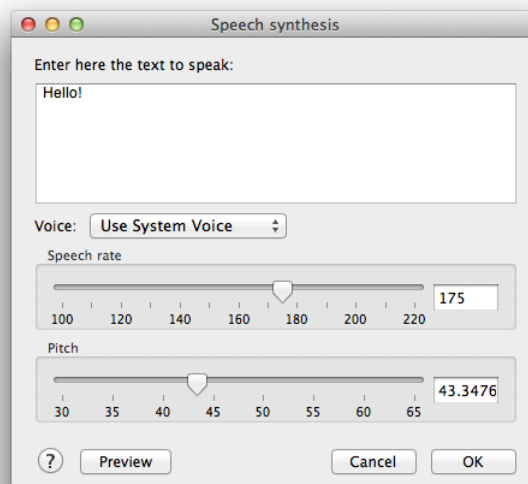 Speech synthesis
Enter here the text to speak:
Hello!
Voice: Use System Voice
Speech rate
175
100 120 140 160 180 200 220
Pitch
43.3476
30 35 40 45 50 55 60 65
? Preview Cancel OK